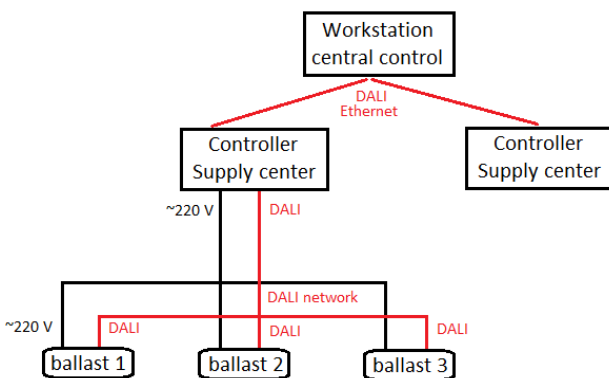 Workstation
central control
DALI
Ethernet
Controller
Supply center
Controller
Supply center
~220 V
DALI
DALI network
~220 V
DALI
DALI
DALI
ballast 1
ballast 2
ballast 3